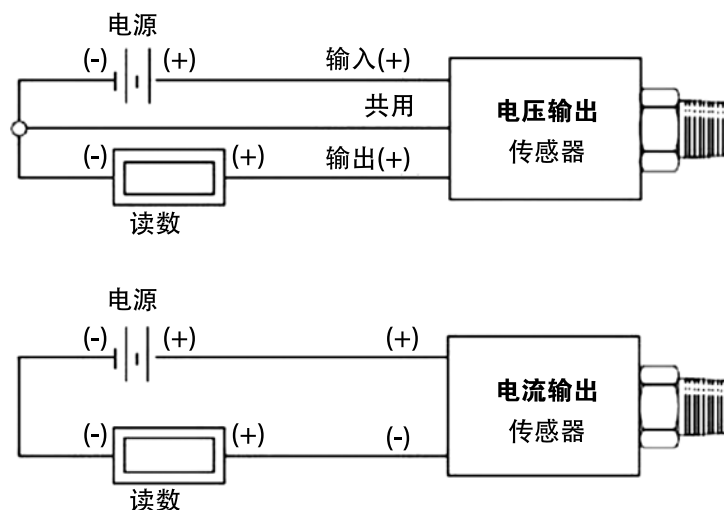 电源
(-) (+) 输入(+)
共用
电压输出
传感器
(-) (+) 输出(+)
读数
电源
(-) (+) (+)
电流输出
传感器
(-) (+) (-)
读数